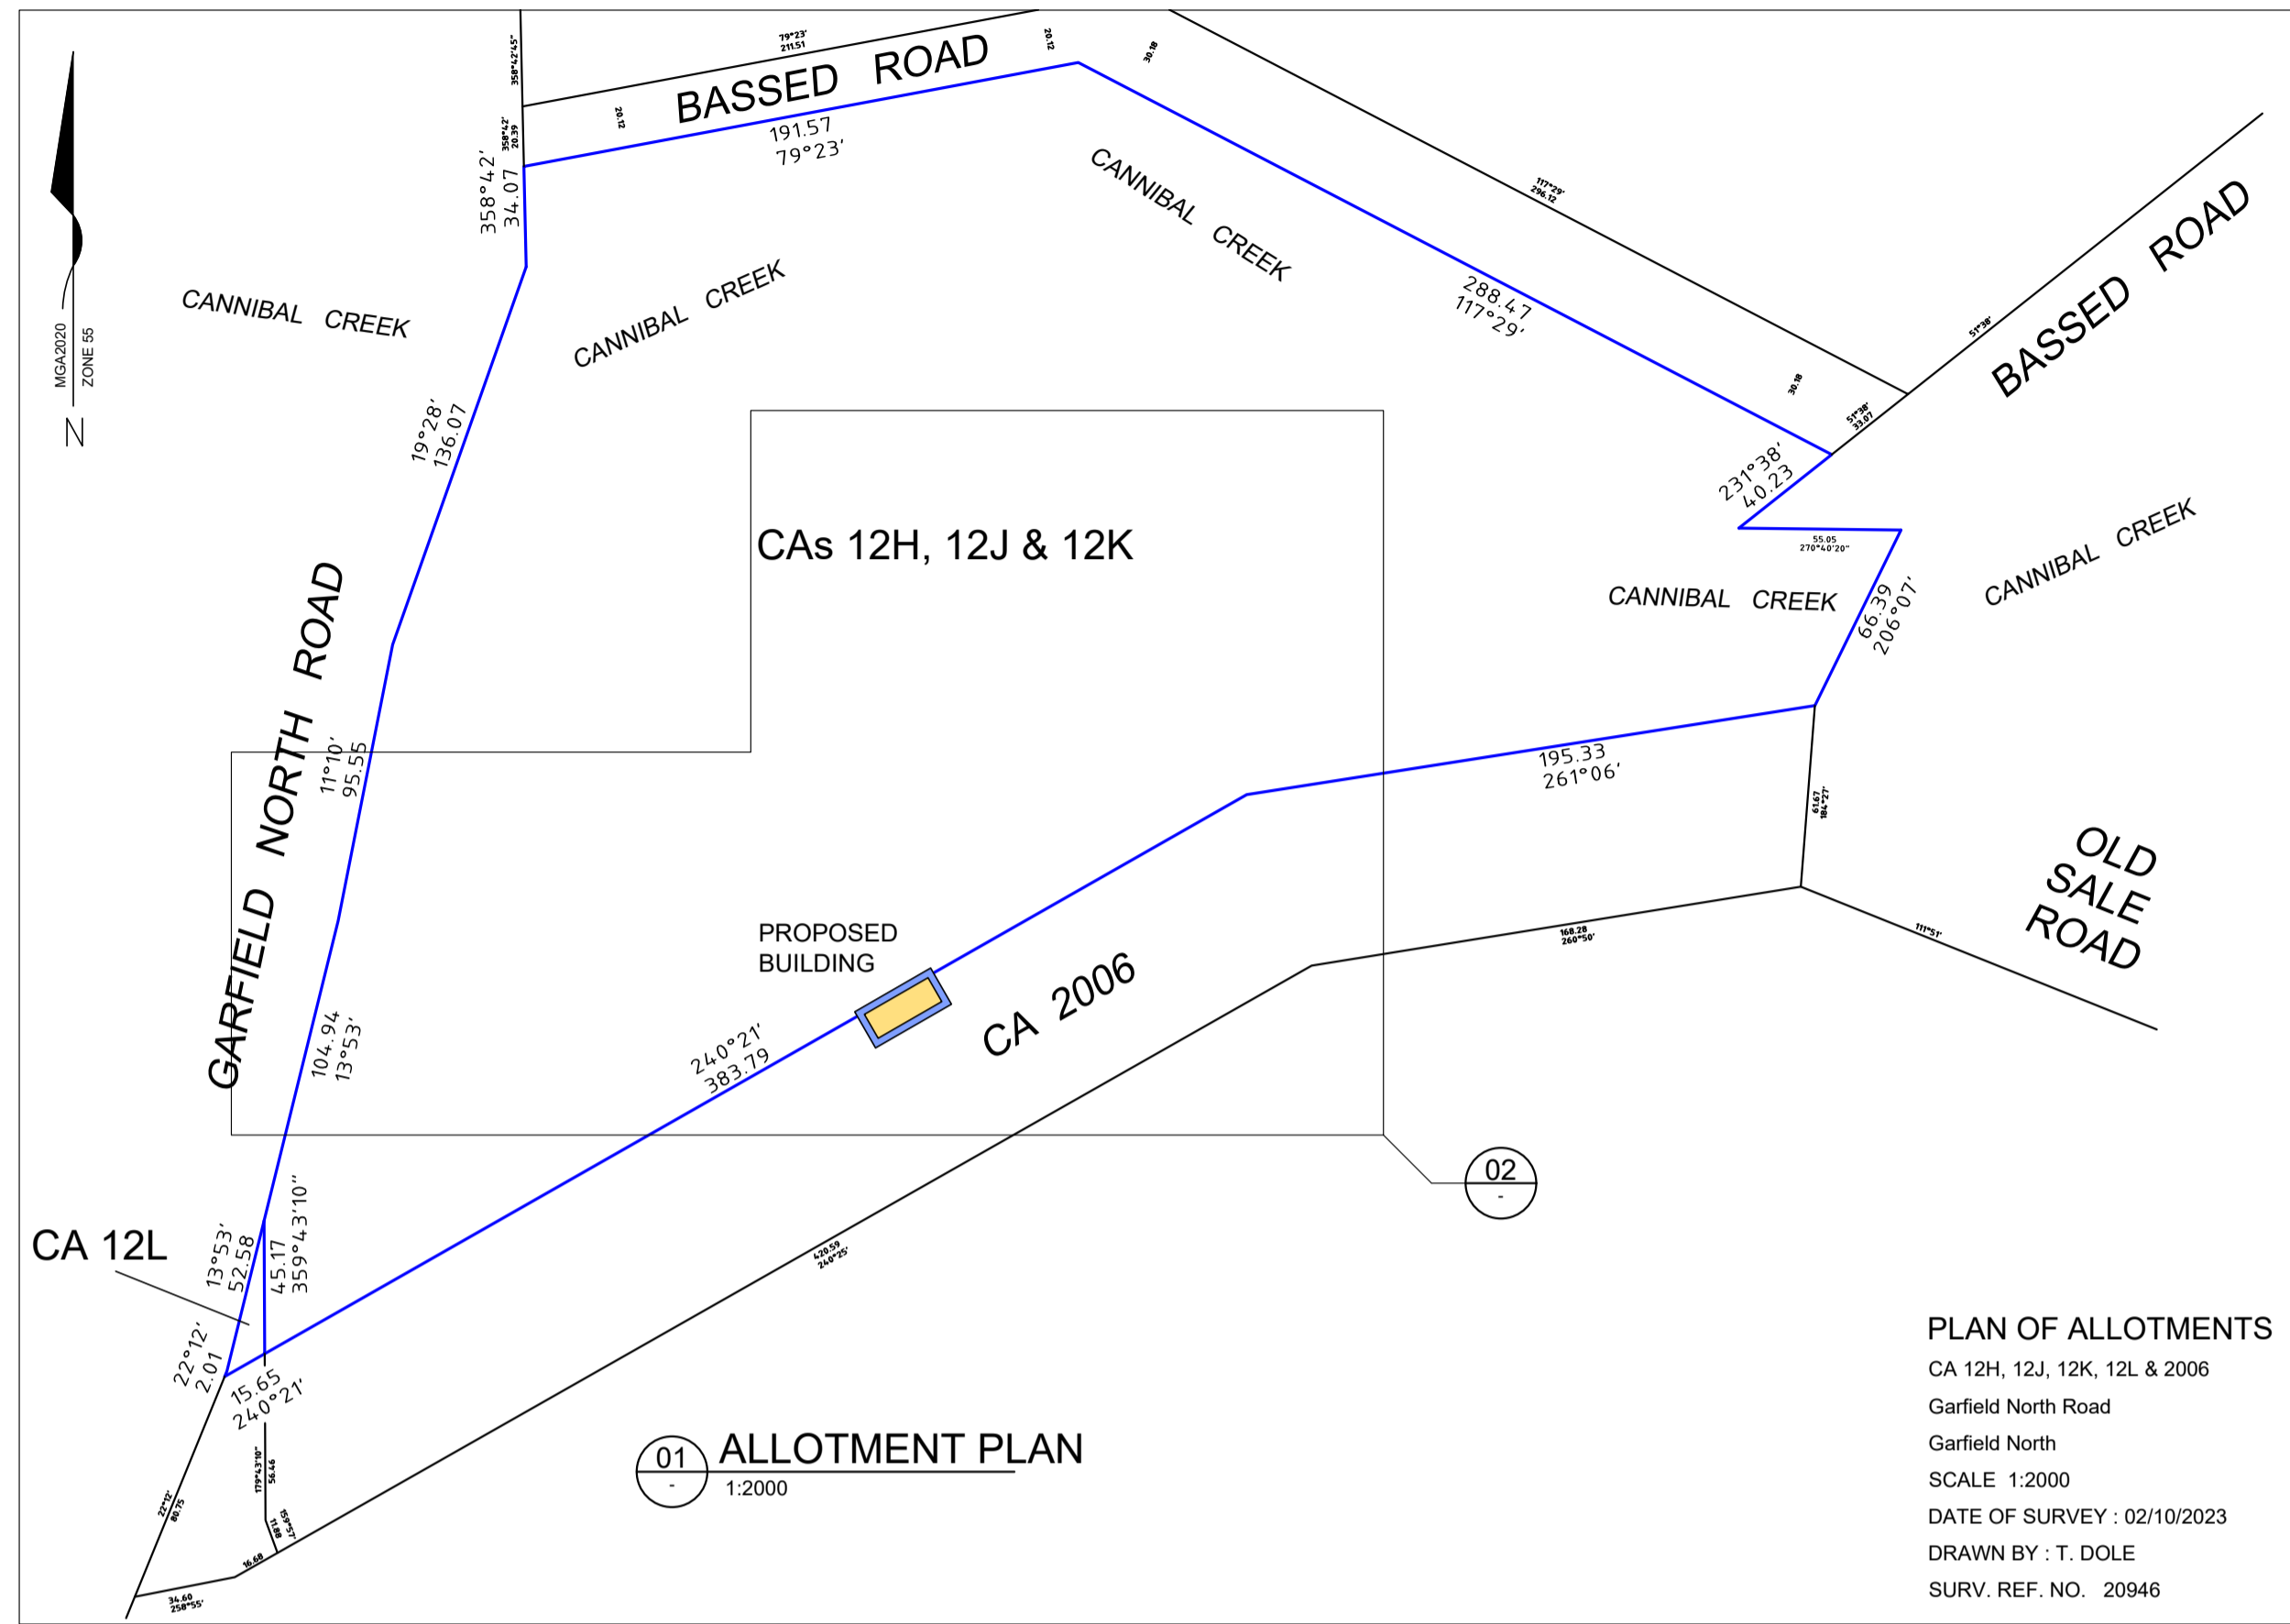 79°23'
211.51
358°42'45"
BASSED ROAD
20.12
20.12
30.18
358°42'
20.39
191.57
79°23'
358°42'
34.07
CANNIBAL CREEK
117°29'
296.12
BASSED ROAD
51°38'
CANNIBAL CREEK
CANNIBAL CREEK
288.47
117°29'
30.18
51°38'
33.07
MGA2020
ZONE 55
N
19°28'
136.07
231°38'
40.23
CAs 12H, 12J & 12K
55.05
270°40'20"
CANNIBAL CREEK
CANNIBAL CREEK
66.39
206°07'
GARFIELD NORTH ROAD
11°10'
95.55
195.33
261°06'
61.67
184°27'
OLD
SALE
ROAD
111°51'
168.28
260°50'
PROPOSED
BUILDING
CA 2006
104.94
13°53'
240°21'
383.79
02
-
CA 12L
13°53'
52.58
45.17
359°43'10"
420.59
240°25'
22°12'
2.01
15.65
240°21'
179°43'10"
56.46
22°12'
80.75
159°57'
11.88
16.68
34.60
258°55'
01
-
ALLOTMENT PLAN
1:2000
PLAN OF ALLOTMENTS
CA 12H, 12J, 12K, 12L & 2006
Garfield North Road
Garfield North
SCALE 1:2000
DATE OF SURVEY : 02/10/2023
DRAWN BY : T. DOLE
SURV. REF. NO. 20946